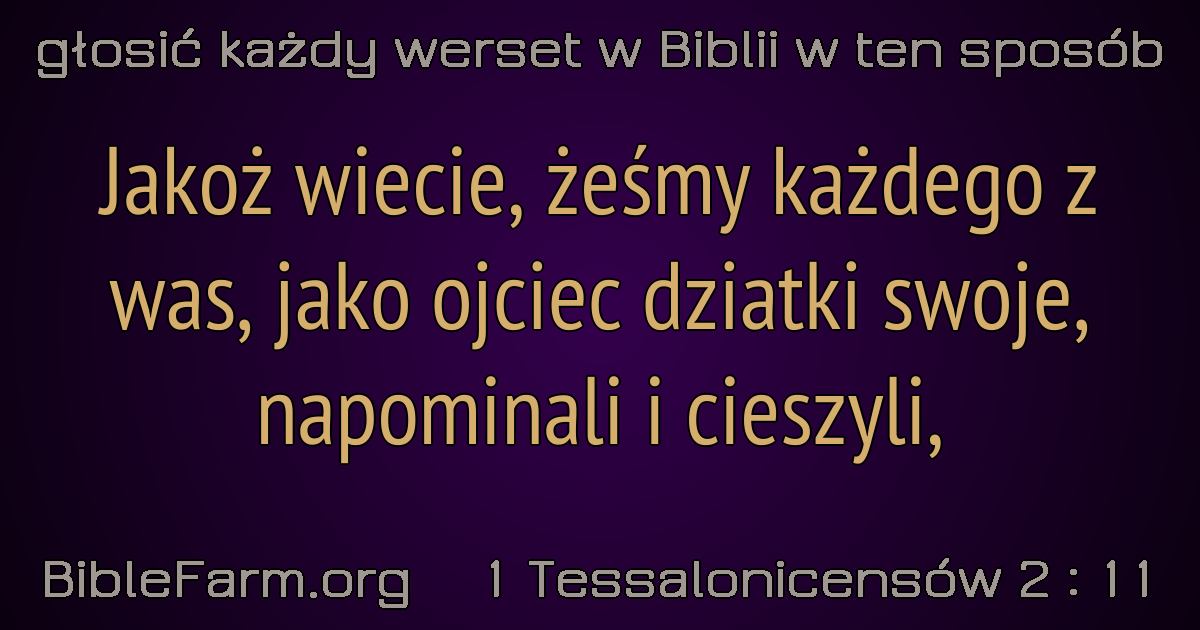 głosić każdy werset w Biblii w ten sposób
Jakoż wiecie, żeśmy każdego z
was, jako ojciec dziatki swoje,
napominali i cieszyli,
BibleFarm.org 1 Tessalonicensów 2 : 11